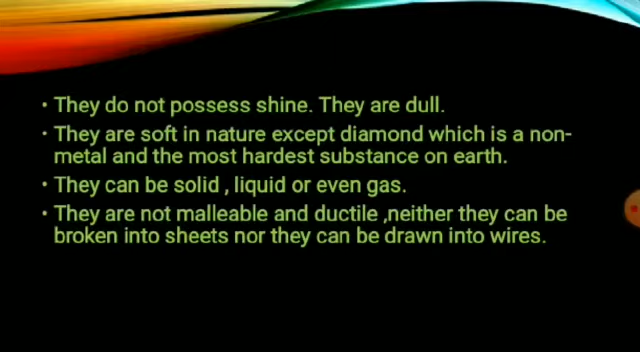 • They do not possess shine. They are dull.
• They are soft in nature except diamond which is a non-
metal and the most hardest substance on earth.
• They can be solid , liquid or even gas.
• They are not malleable and ductile ,neither they can be
broken into sheets nor they can be drawn into wires.